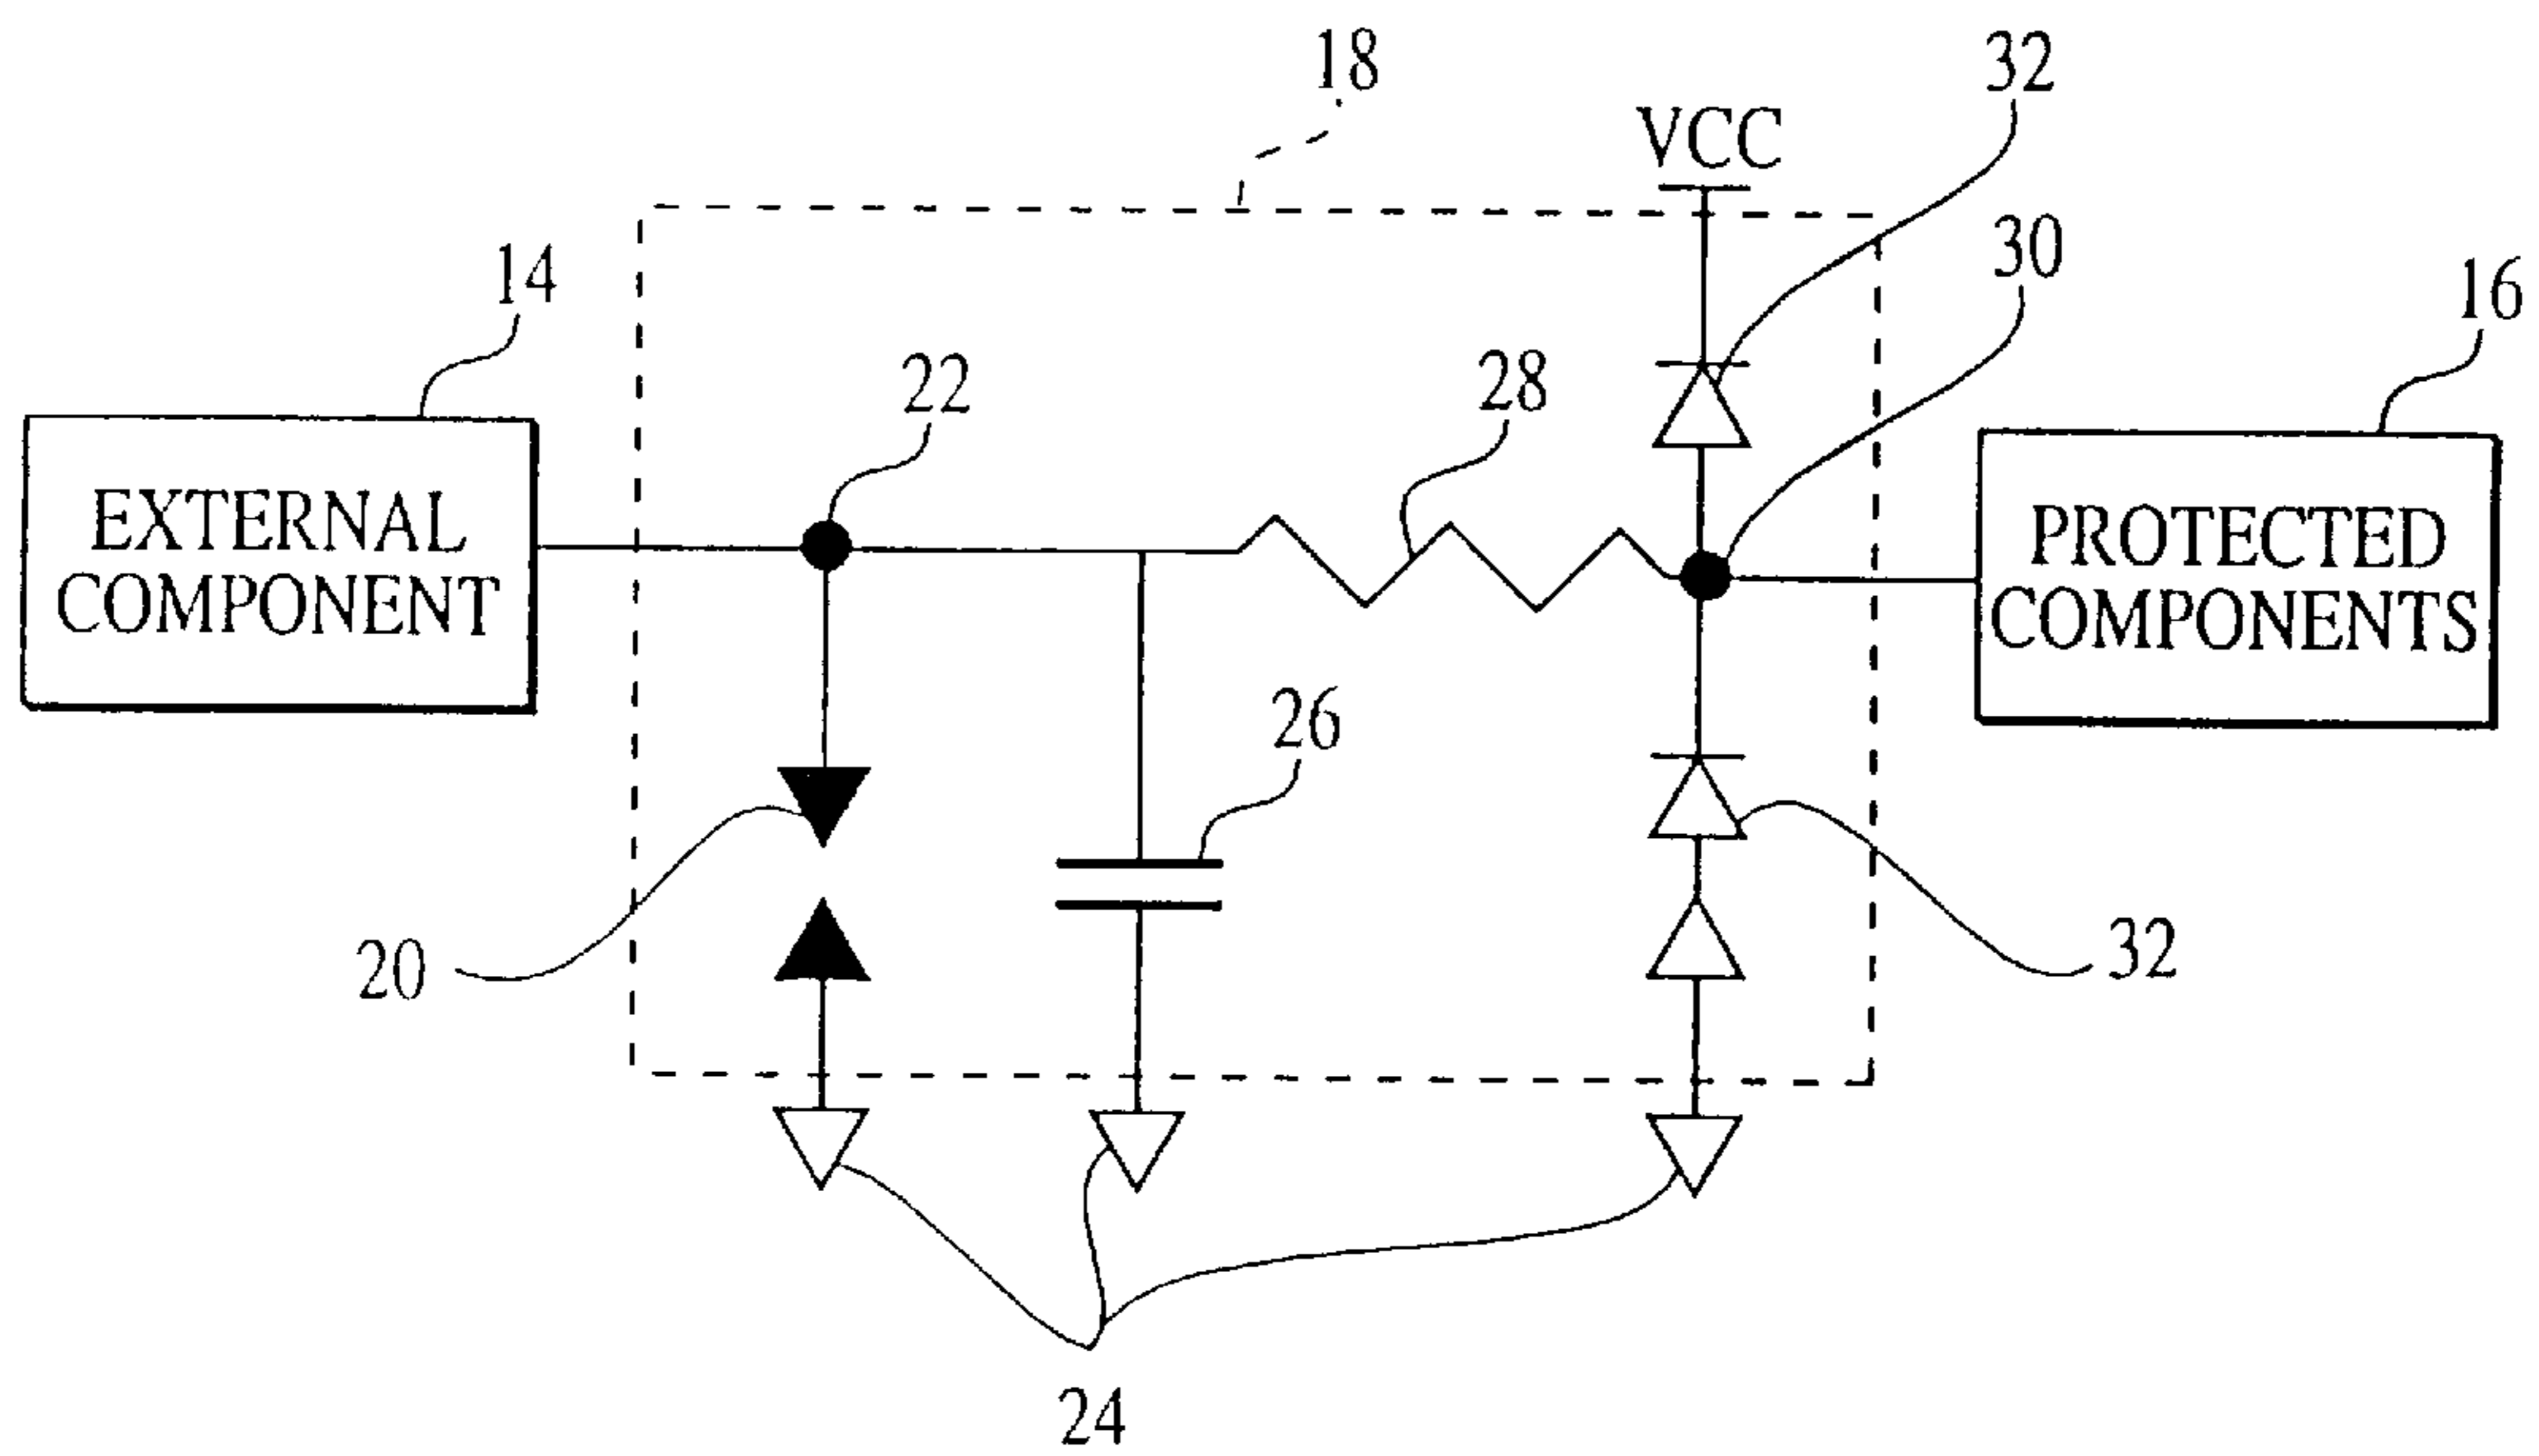 18
32
VCC
30
14
16
22
28
EXTERNAL
COMPONENT
PROTECTED
COMPONENTS
26
20
32
24